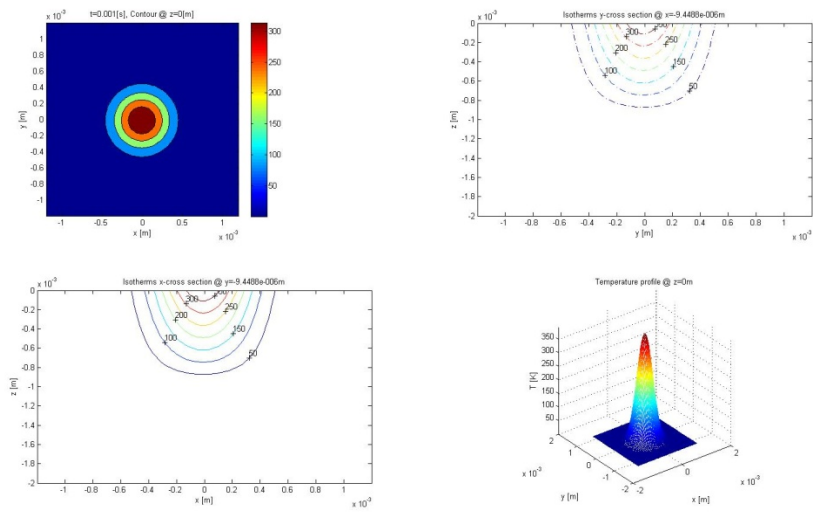 t=0.001[s], Contour @ z=0[m]
x 10⁻³
1
0.8
0.6
0.4
0.2
0
-0.2
-0.4
-0.6
-0.8
-1
y [m]
-1 -0.5 0 0.5 1
x [m]
x 10⁻³
300
250
200
150
100
50
Isotherms y-cross section @ x=-9.4488e-006m
x 10⁻³
0
-0.2
-0.4
-0.6
-0.8
-1
-1.2
-1.4
-1.6
-1.8
-2
z [m]
300
250
200
150
100
50
-1 -0.8 -0.6 -0.4 -0.2 0 0.2 0.4 0.6 0.8 1
y [m]
x 10⁻³
Isotherms x-cross section @ y=-9.4488e-006m
x 10⁻³
0
-0.2
-0.4
-0.6
-0.8
-1
-1.2
-1.4
-1.6
-1.8
-2
z [m]
300
250
200
150
100
50
-1 -0.8 -0.6 -0.4 -0.2 0 0.2 0.4 0.6 0.8 1
x [m]
x 10⁻³
Temperature profile @ z=0m
350
300
250
200
150
100
50
T [K]
2
1
0
-1
-2
x 10⁻³
y [m]
-2
0
2
x 10⁻³
x [m]